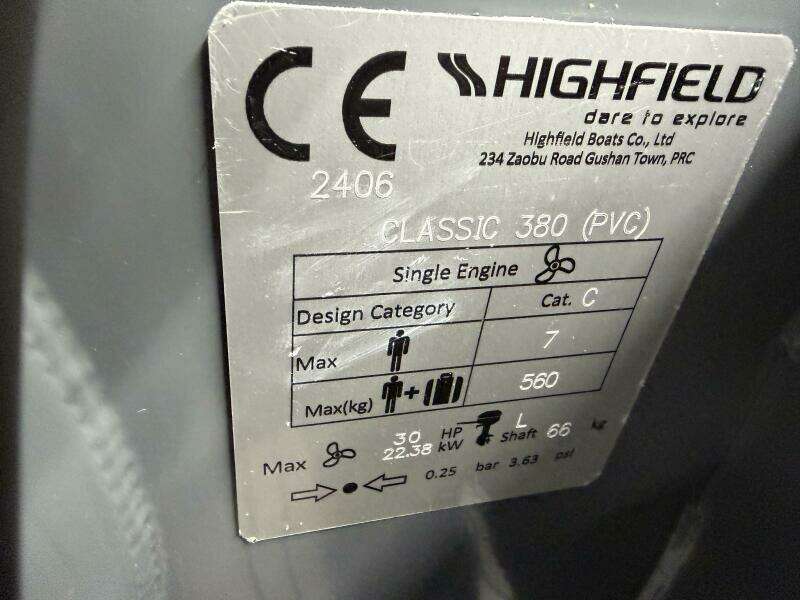 CE
HIGHFIELD
dare to explore
Highfield Boats Co., Ltd
234 Zaobu Road Gushan Town, PRC
2406
CLASSIC 380 (PVC)
Single Engine
Design Category Cat. C
Max 7
Max(kg) + 560
Max 30 HP L Shaft 66 kg
22.38 kW
0.25 bar 3.63 psi